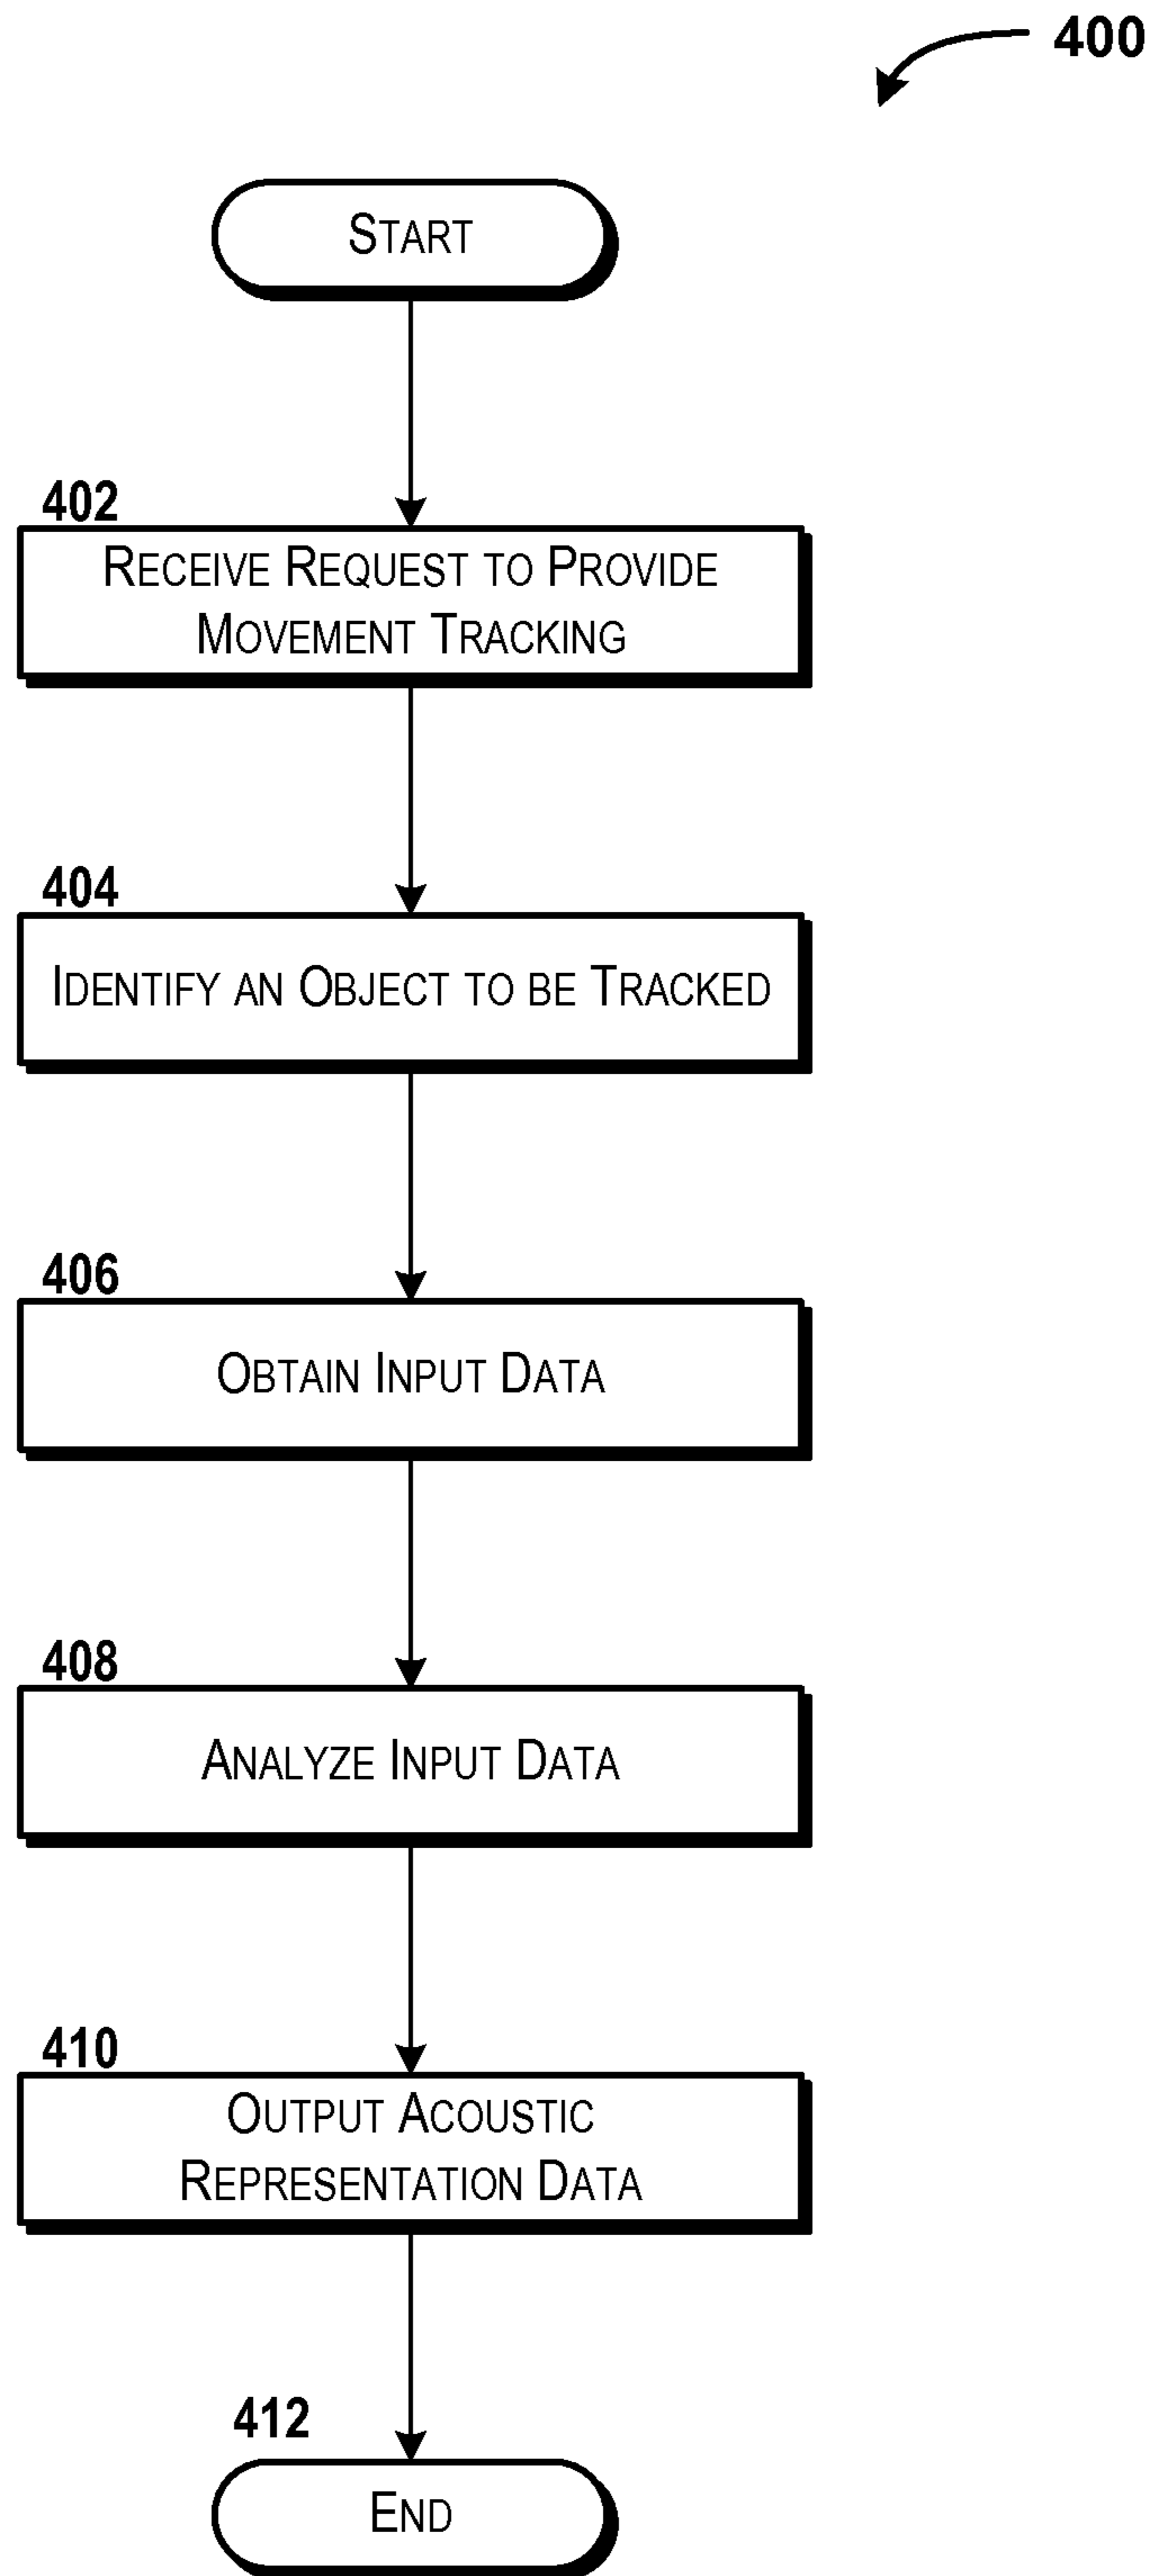 400
START
402
RECEIVE REQUEST TO PROVIDE
MOVEMENT TRACKING
404
IDENTIFY AN OBJECT TO BE TRACKED
406
OBTAIN INPUT DATA
408
ANALYZE INPUT DATA
410
OUTPUT ACOUSTIC
REPRESENTATION DATA
412
END